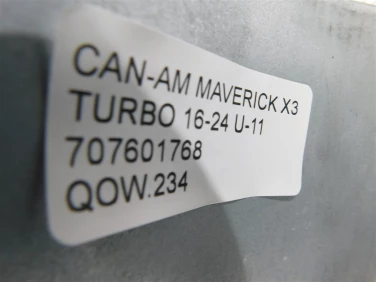 CAN-AM MAVERICK X3
TURBO 16-24 U-11
707601768
QOW.234